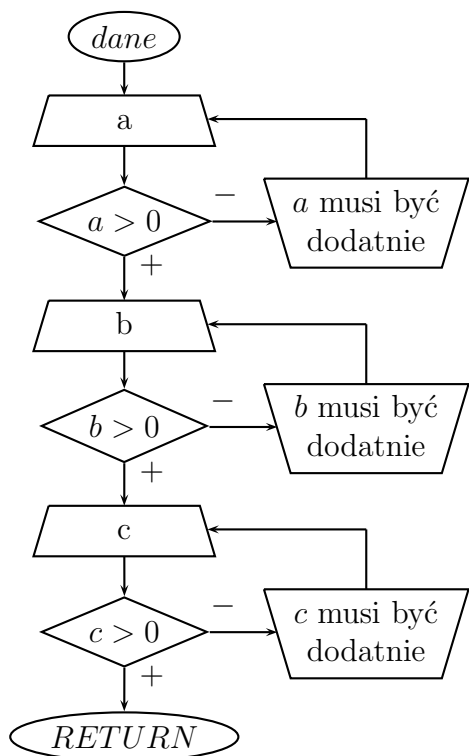 dane
a
a > 0
−
a musi być
dodatnie
+
b
b > 0
−
b musi być
dodatnie
+
c
c > 0
−
c musi być
dodatnie
+
RETURN